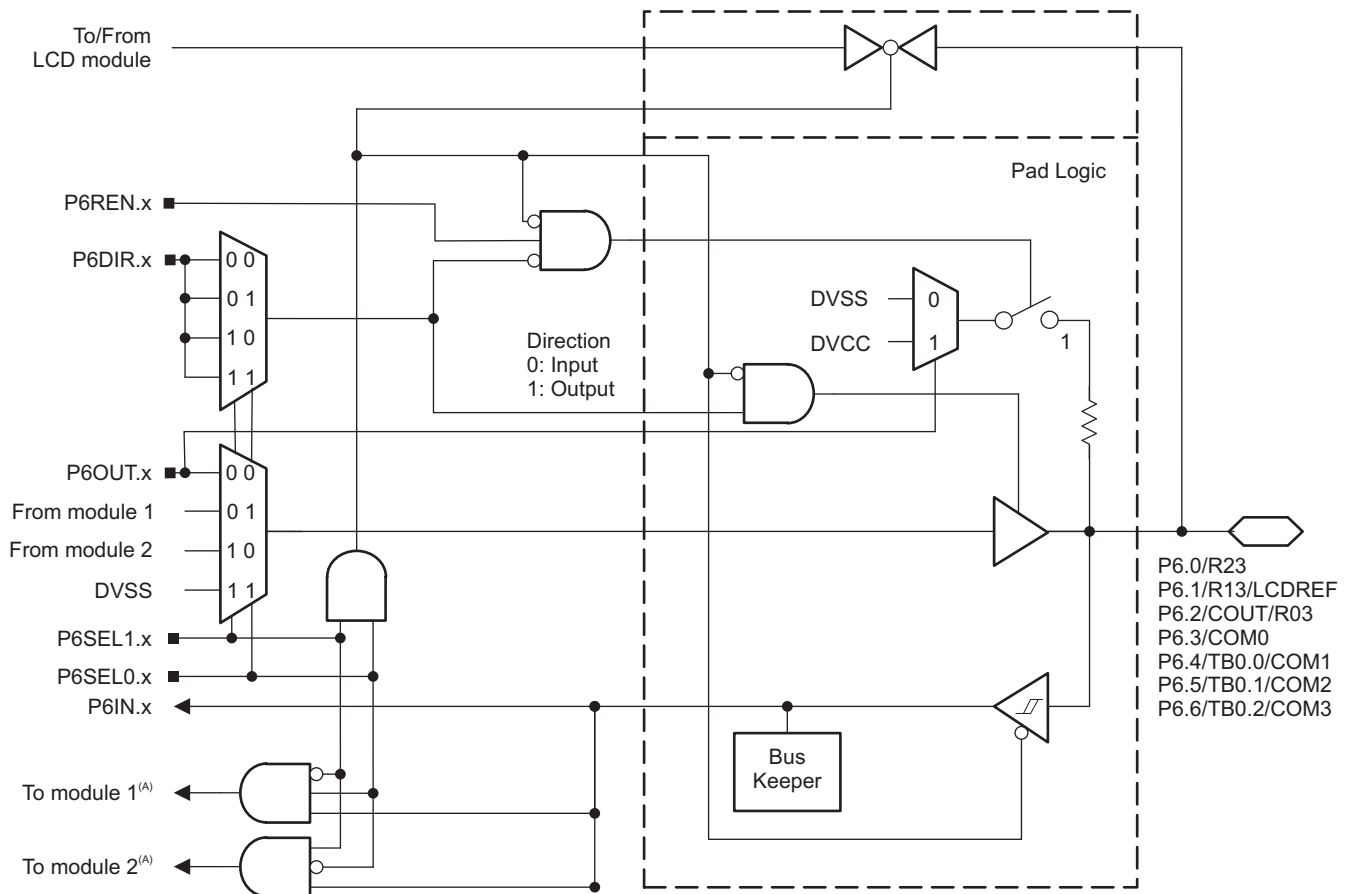 To/From
LCD module
Pad Logic
P6REN.x
P6DIR.x
0 0
0 1
1 0
1 1
Direction
0: Input
1: Output
DVSS
DVCC
0
1
1
P6OUT.x
From module 1
From module 2
DVSS
0 0
0 1
1 0
1 1
P6SEL1.x
P6SEL0.x
P6IN.x
Bus
Keeper
To module 1(A)
To module 2(A)
P6.0/R23
P6.1/R13/LCDREF
P6.2/COUT/R03
P6.3/COM0
P6.4/TB0.0/COM1
P6.5/TB0.1/COM2
P6.6/TB0.2/COM3